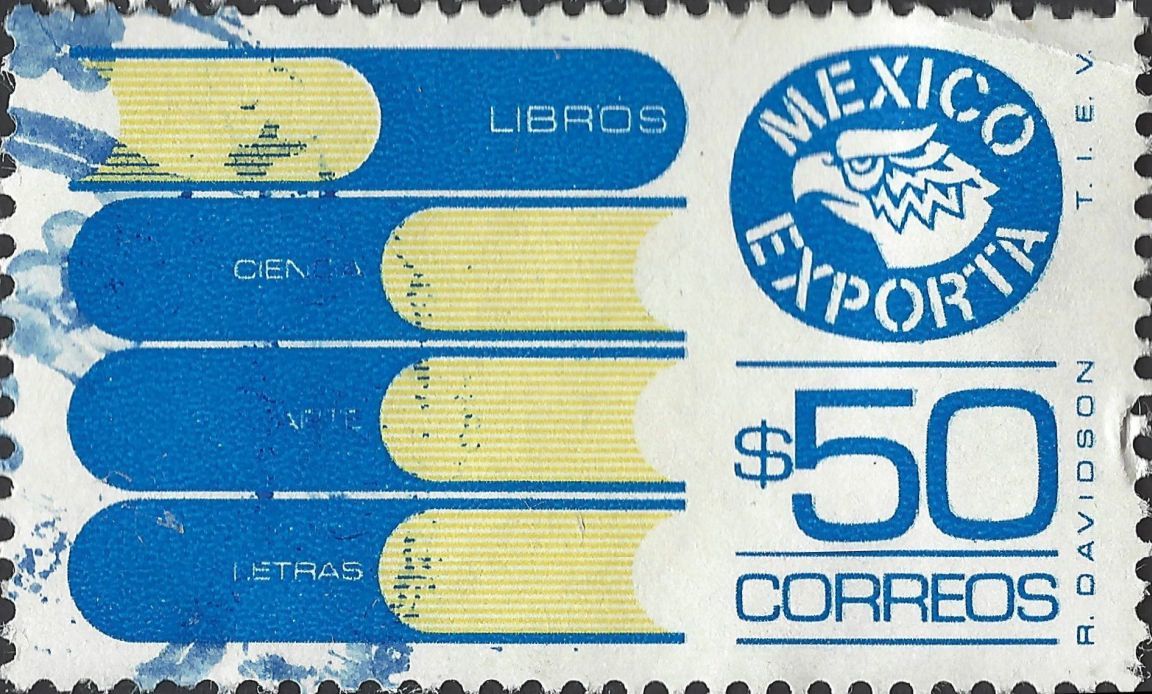 LIBROS
CIENCIA
ARTE
LETRAS
MEXICO
EXPORTA
$50
CORREOS
T. I. E. V.
R. DAVIDSON